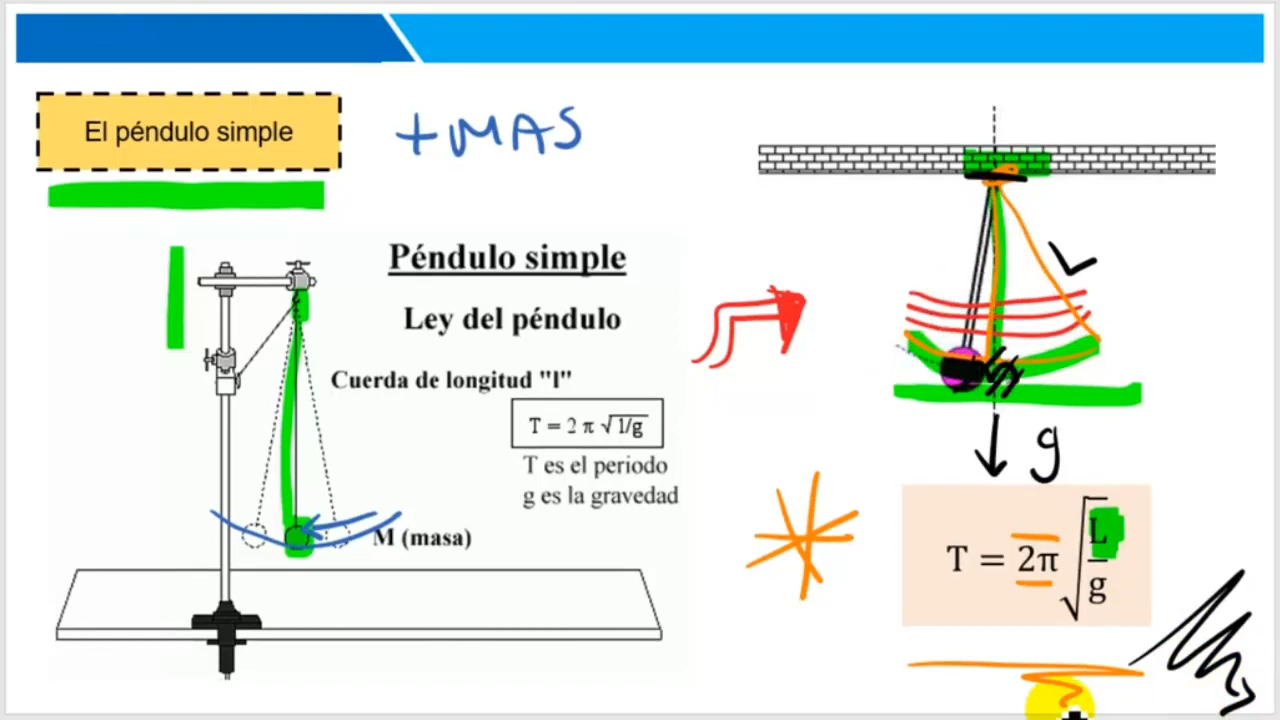 El péndulo simple
+MAS
Péndulo simple
Ley del péndulo
Cuerda de longitud "l"
T = 2 π √1/g
T es el periodo
g es la gravedad
M (masa)
g
T = 2π √L/g